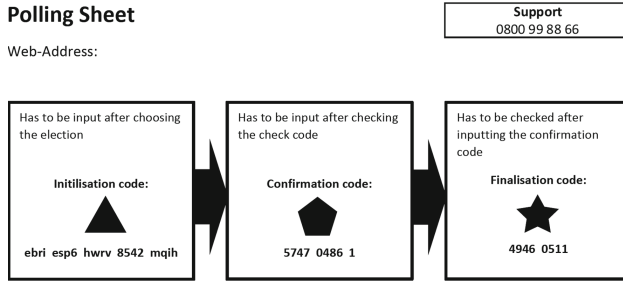 Polling Sheet
Support
0800 99 88 66
Web-Address:
Has to be input after choosing
the election
Initilisation code:
ebri esp6 hwrv 8542 mqih
Has to be input after checking
the check code
Confirmation code:
5747 0486 1
Has to be checked after
inputting the confirmation
code
Finalisation code:
4946 0511